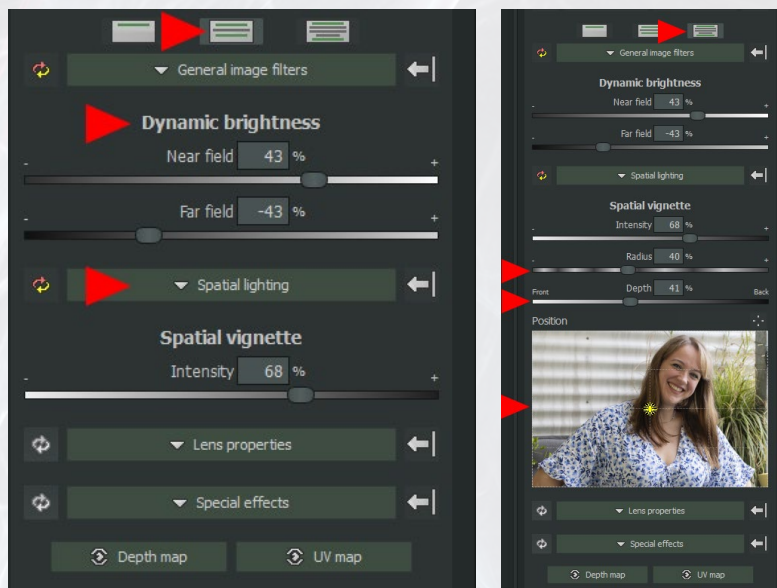 General image filters
Dynamic brightness
Near field 43 %
- +
Far field -43 %
- +
Spatial lighting
Spatial vignette
Intensity 68 %
- +
Lens properties
Special effects
Depth map UV map
General image filters
Dynamic brightness
Near field 43 %
- +
Far field -43 %
- +
Spatial lighting
Spatial vignette
Intensity 68 %
- +
Radius 40 %
- +
Front Depth 41 % Back
Position
Lens properties
Special effects
Depth map UV map